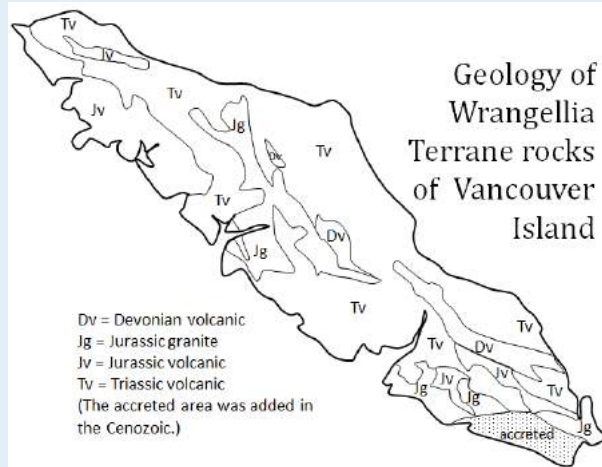 Geology of
Wrangellia
Terrane rocks
of Vancouver
Island
Tv
Jv
Tv
Jv
Jg
Tv
Dv
Tv
Dv
Jg
Tv
Dv = Devonian volcanic
Jg = Jurassic granite
Jv = Jurassic volcanic
Tv = Triassic volcanic
(The accreted area was added in
the Cenozoic.)
Tv
Tv
Dv
Jv
Tv
Jg
Jv
Jg
Jg
accreted